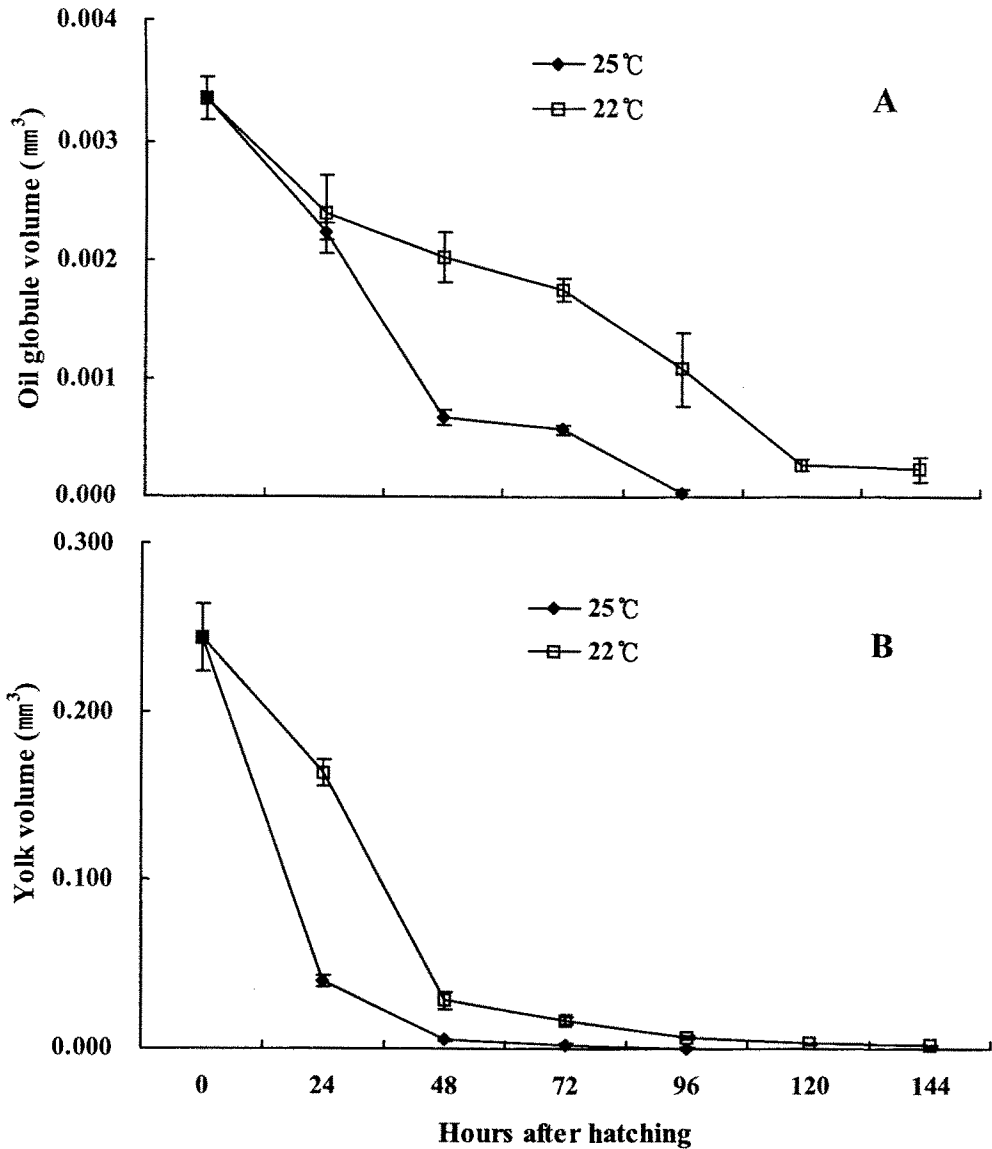 0.004
0.003
0.002
0.001
0.000
Oil globule volume (㎣)
25℃
22℃
A
0.300
0.200
0.100
0.000
Yolk volume (㎣)
25℃
22℃
B
0 24 48 72 96 120 144
Hours after hatching